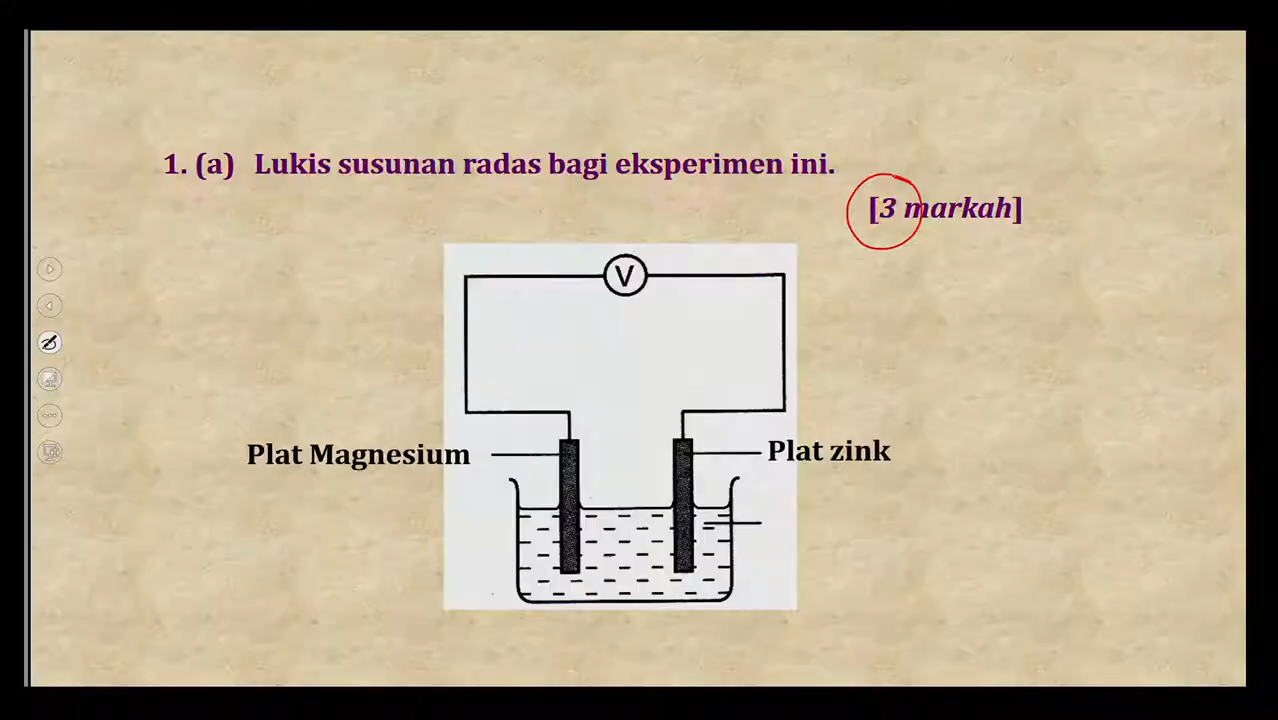 1. (a) Lukis susunan radas bagi eksperimen ini.
[3 markah]
V
Plat Magnesium
Plat zink